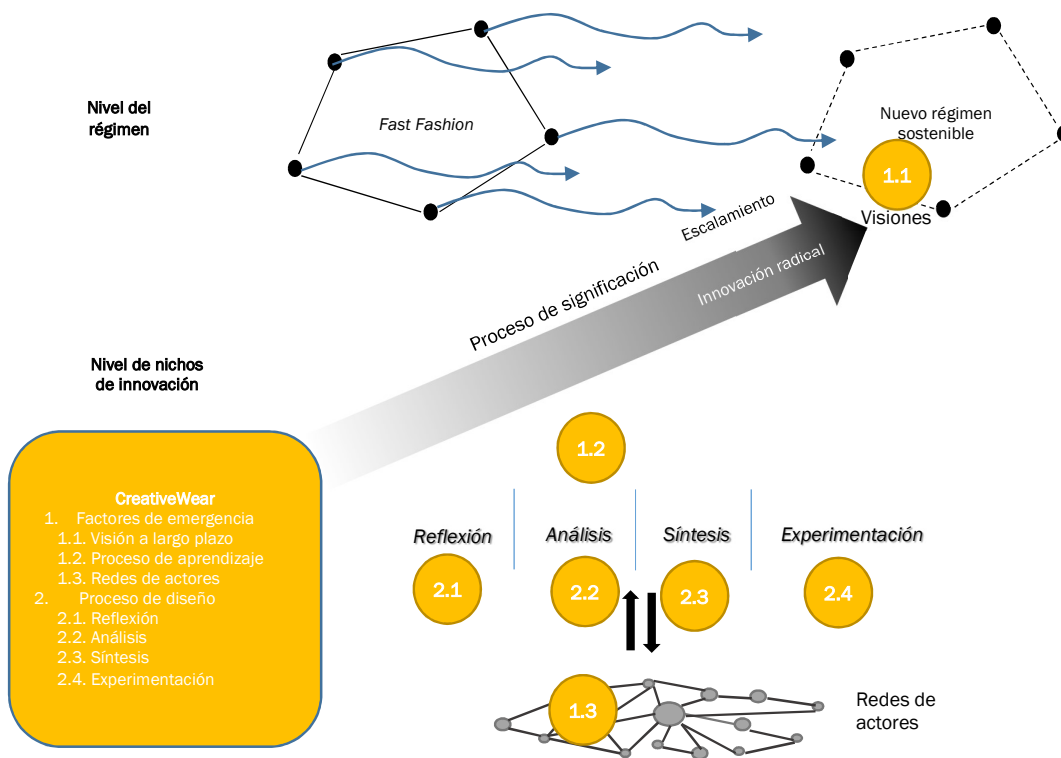 Nivel del
régimen
Fast Fashion
Nuevo régimen
sostenible
1.1
Visiones
Escalamiento
Proceso de significación
Innovación radical
Nivel de nichos
de innovación
CreativeWear
1. Factores de emergencia
1.1. Visión a largo plazo
1.2. Proceso de aprendizaje
1.3. Redes de actores
2. Proceso de diseño
2.1. Reflexión
2.2. Análisis
2.3. Síntesis
2.4. Experimentación
1.2
Reflexión
Análisis
Síntesis
Experimentación
2.1
2.2
2.3
2.4
1.3
Redes de
actores